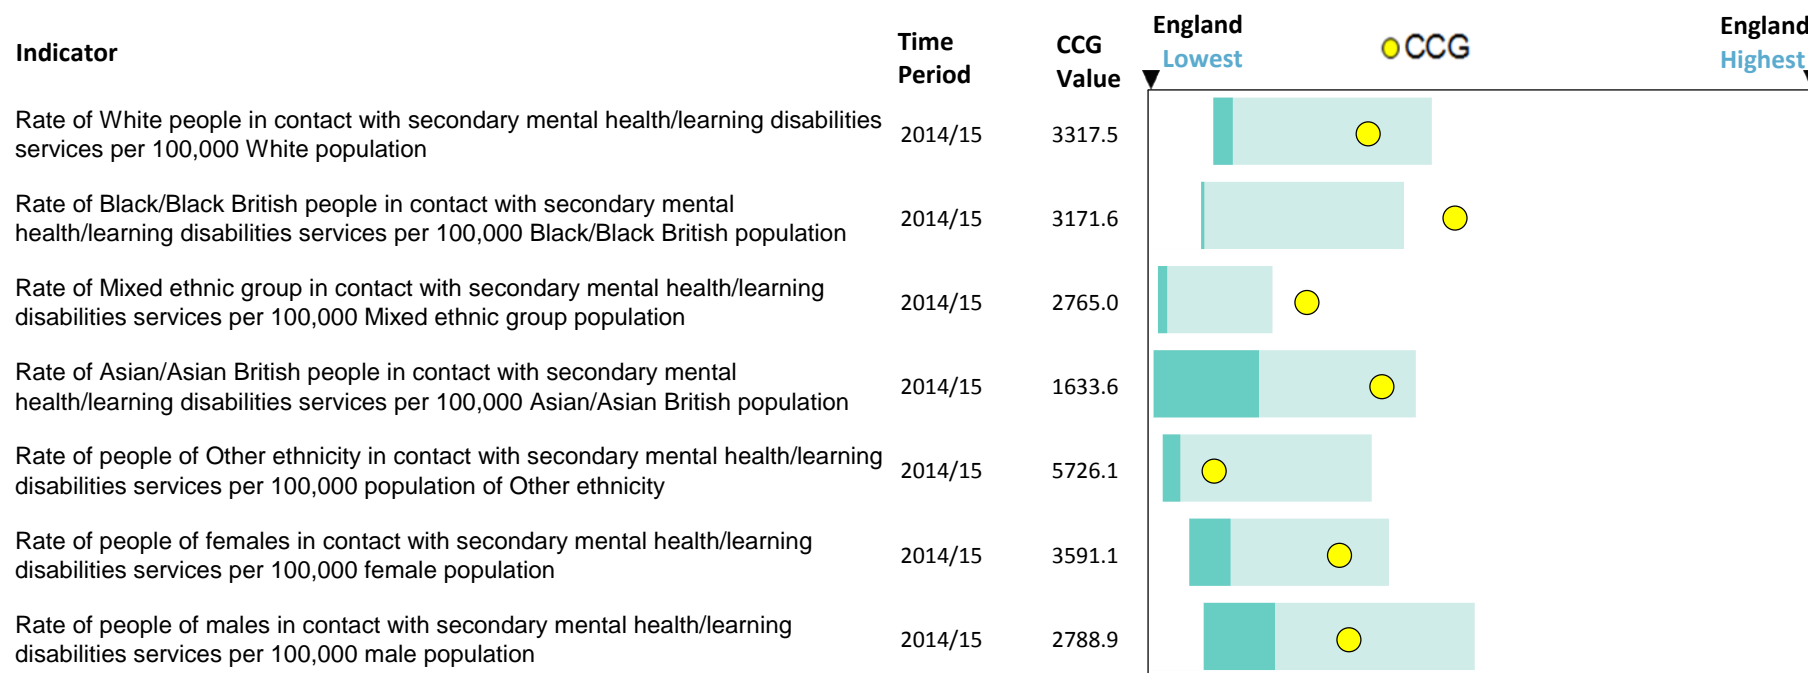 Indicator
Time
Period
CCG
Value
England
Lowest
CCG
England
Highest
Rate of White people in contact with secondary mental health/learning disabilities
services per 100,000 White population
2014/15
3317.5
Rate of Black/Black British people in contact with secondary mental
health/learning disabilities services per 100,000 Black/Black British population
2014/15
3171.6
Rate of Mixed ethnic group in contact with secondary mental health/learning
disabilities services per 100,000 Mixed ethnic group population
2014/15
2765.0
Rate of Asian/Asian British people in contact with secondary mental
health/learning disabilities services per 100,000 Asian/Asian British population
2014/15
1633.6
Rate of people of Other ethnicity in contact with secondary mental health/learning
disabilities services per 100,000 population of Other ethnicity
2014/15
5726.1
Rate of people of females in contact with secondary mental health/learning
disabilities services per 100,000 female population
2014/15
3591.1
Rate of people of males in contact with secondary mental health/learning
disabilities services per 100,000 male population
2014/15
2788.9